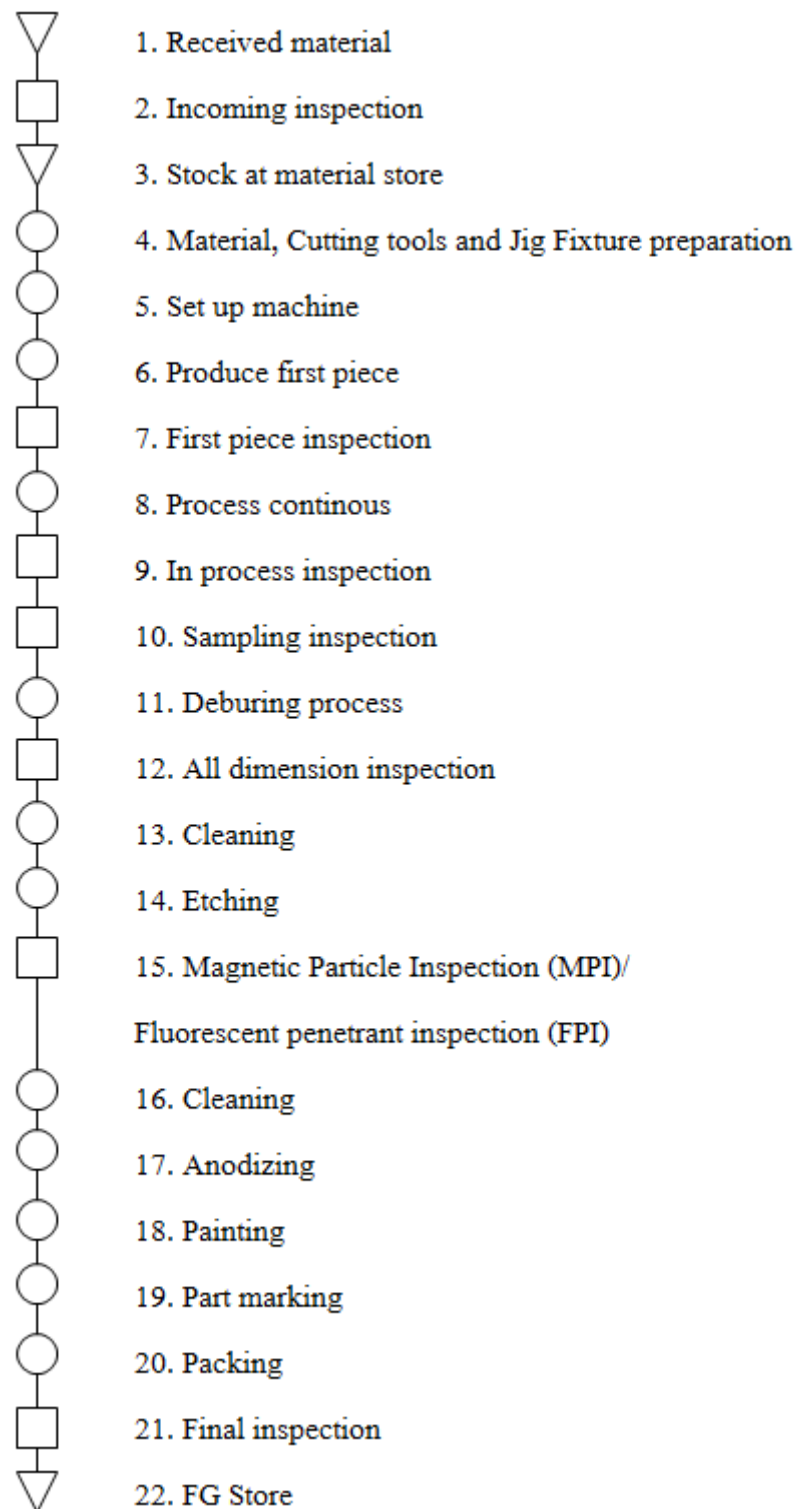 1. Received material
2. Incoming inspection
3. Stock at material store
4. Material, Cutting tools and Jig Fixture preparation
5. Set up machine
6. Produce first piece
7. First piece inspection
8. Process continous
9. In process inspection
10. Sampling inspection
11. Deburing process
12. All dimension inspection
13. Cleaning
14. Etching
15. Magnetic Particle Inspection (MPI)/
Fluorescent penetrant inspection (FPI)
16. Cleaning
17. Anodizing
18. Painting
19. Part marking
20. Packing
21. Final inspection
22. FG Store